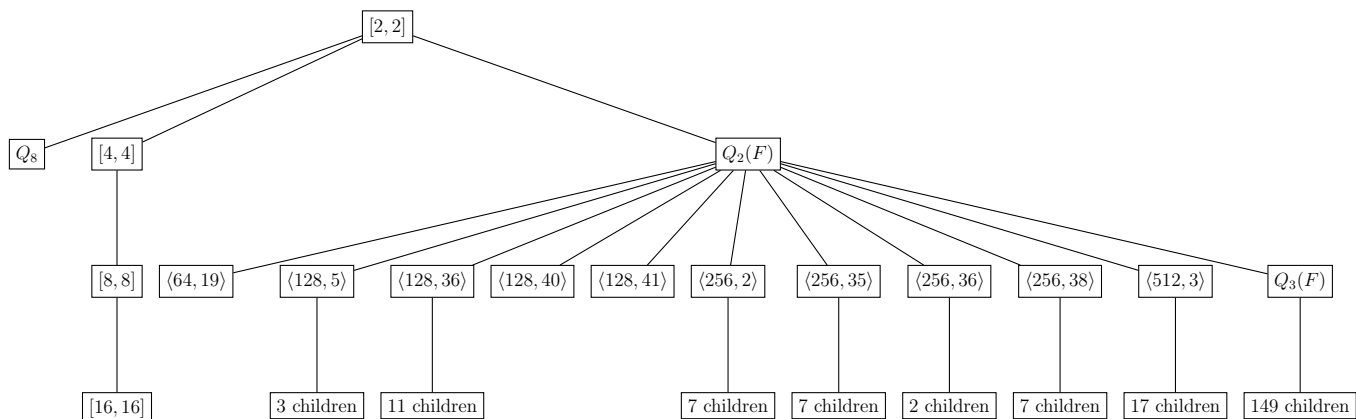 [2, 2]
Q₈
[4, 4]
Q₂(F)
[8, 8]
⟨64, 19⟩
⟨128, 5⟩
⟨128, 36⟩
⟨128, 40⟩
⟨128, 41⟩
⟨256, 2⟩
⟨256, 35⟩
⟨256, 36⟩
⟨256, 38⟩
⟨512, 3⟩
Q₃(F)
[16, 16]
3 children
11 children
7 children
7 children
2 children
7 children
17 children
149 children